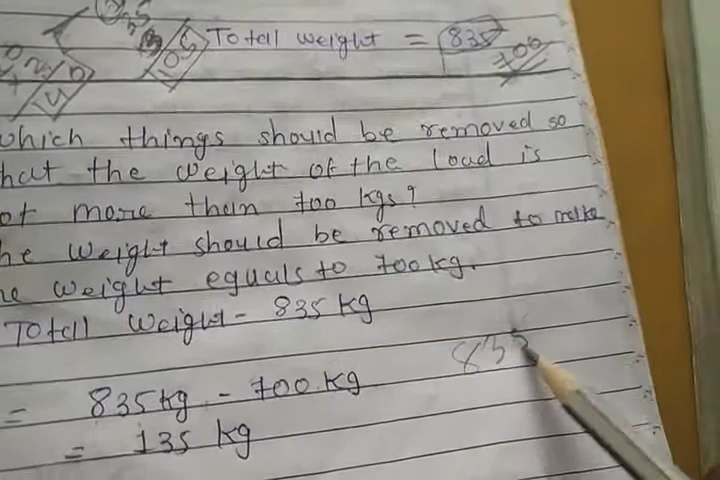 Total weight = 835
700
which things should be removed so
hat the weight of the load is
ot more than 700 kgs?
he weight should be removed to make
e weight equals to 700 kg.
Total weight - 835 kg
835
= 835 kg - 700 kg
= 135 kg